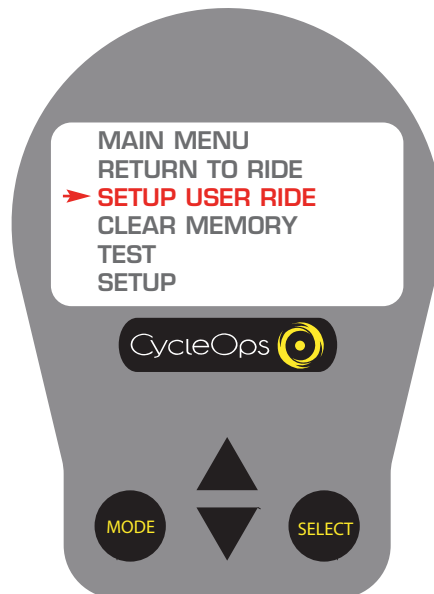 MAIN MENU
RETURN TO RIDE
SETUP USER RIDE
CLEAR MEMORY
TEST
SETUP
CycleOps
MODE
SELECT